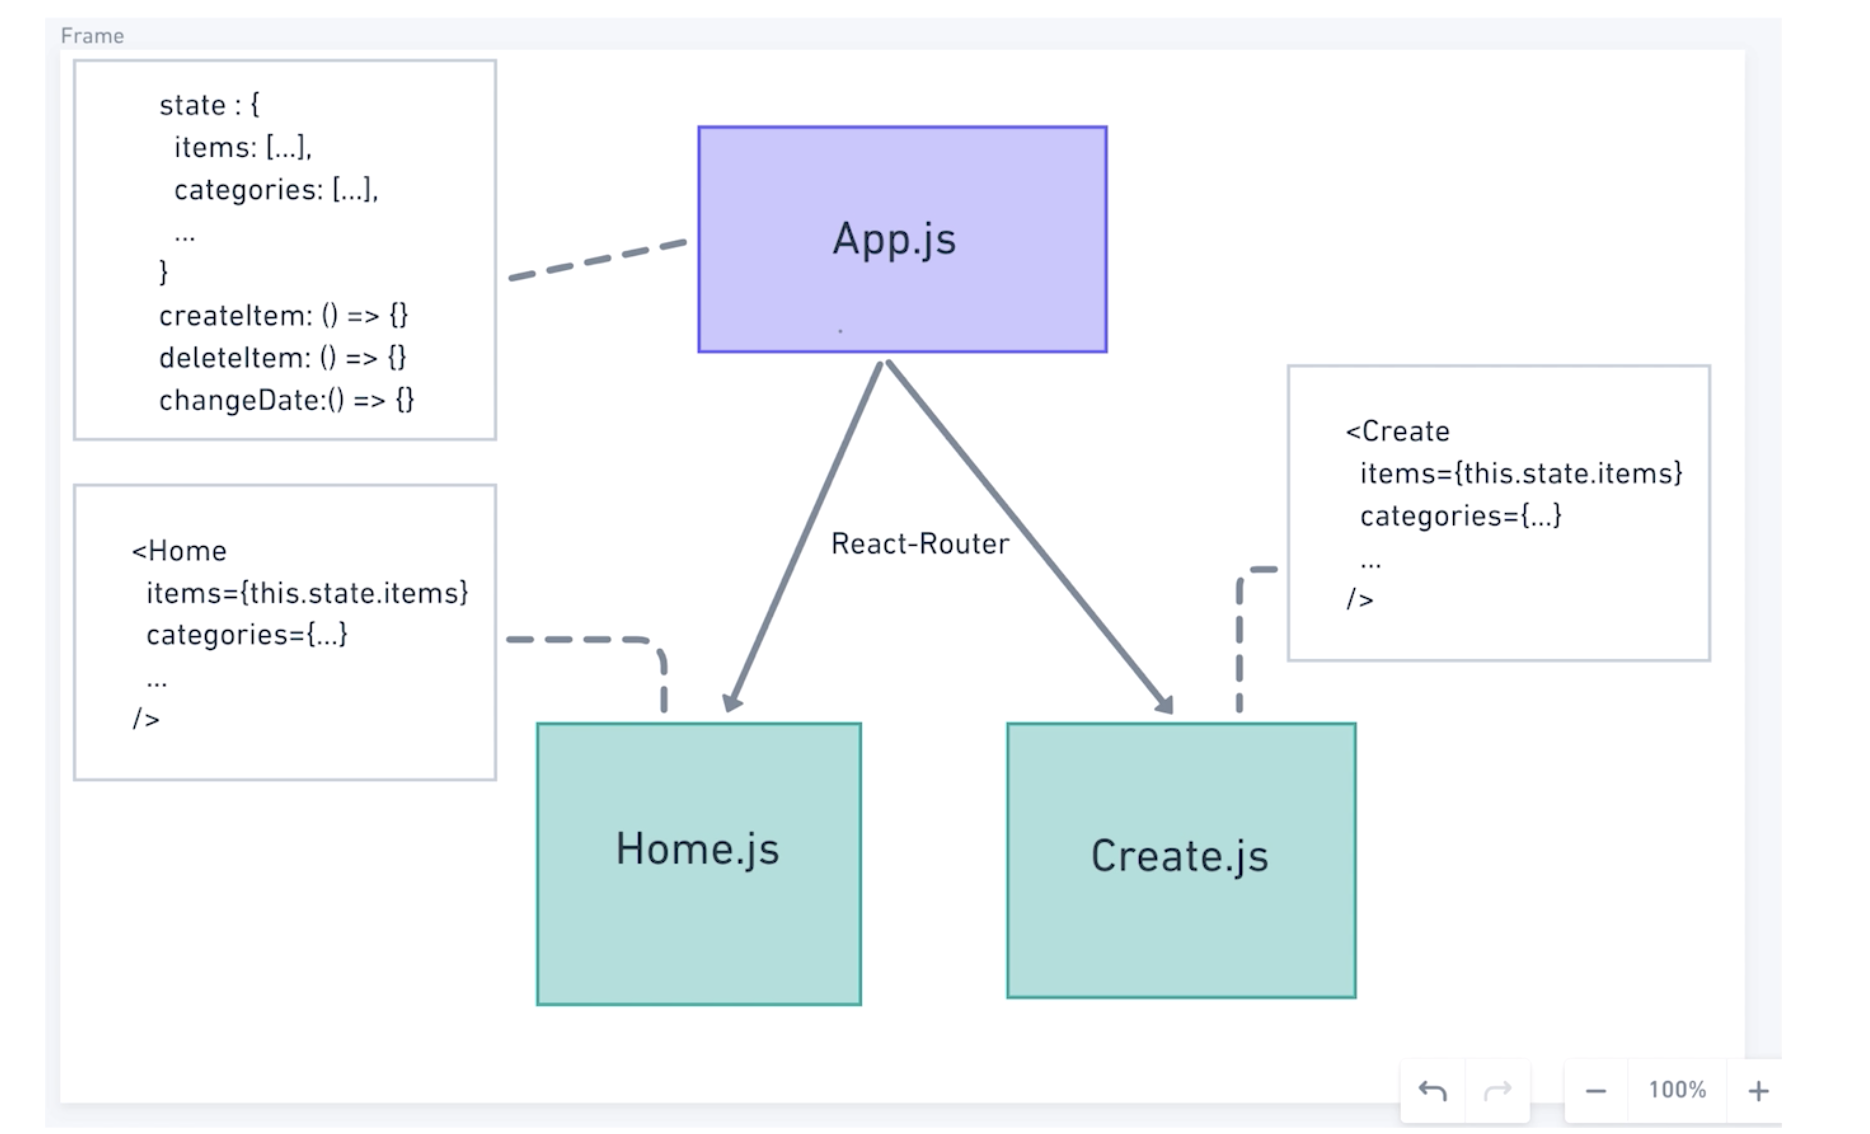 Frame
state : {
items: [...],
categories: [...],
...
}
createItem: () => {}
deleteItem: () => {}
changeDate:() => {}
App.js
<Create
items={this.state.items}
categories={...}
...
/>
<Home
items={this.state.items}
categories={...}
...
/>
React-Router
Home.js
Create.js
100%